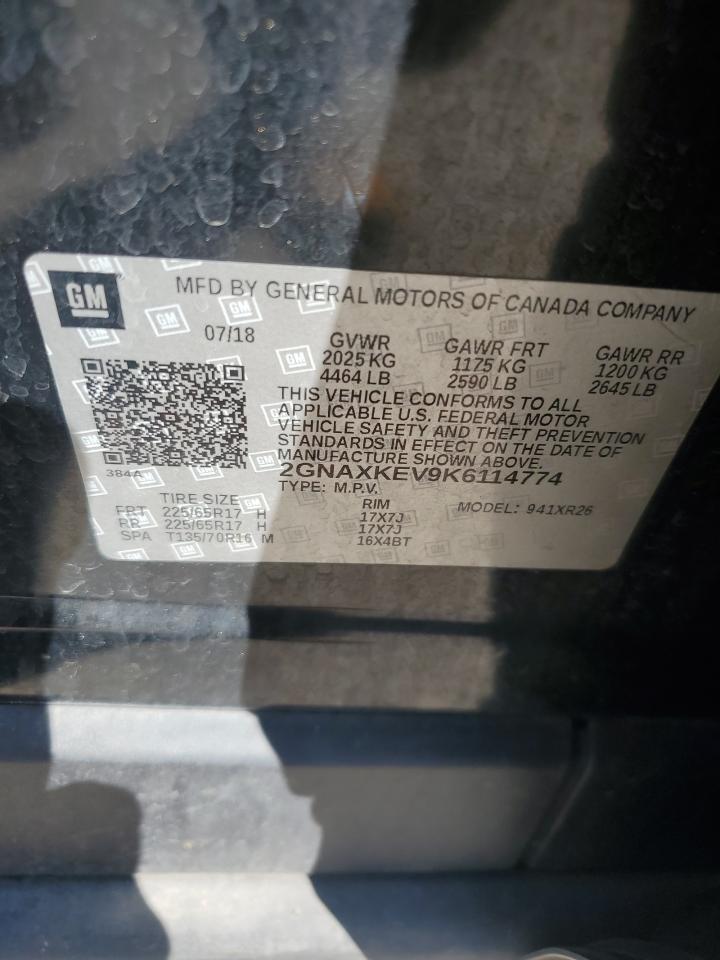 GM
MFD BY GENERAL MOTORS OF CANADA COMPANY
07/18
GVWR GAWR FRT GAWR RR
2025 KG 1175 KG 1200 KG
4464 LB 2590 LB 2645 LB
THIS VEHICLE CONFORMS TO ALL
APPLICABLE U.S. FEDERAL MOTOR
VEHICLE SAFETY AND THEFT PREVENTION
STANDARDS IN EFFECT ON THE DATE OF
MANUFACTURE SHOWN ABOVE.
384A
2GNAXKEV9K6114774
TYPE: M.P.V.
TIRE SIZE RIM MODEL: 941XR26
FRT 225/65R17 H 17X7J
RR 225/65R17 H 17X7J
SPA T135/70R16 M 16X4BT